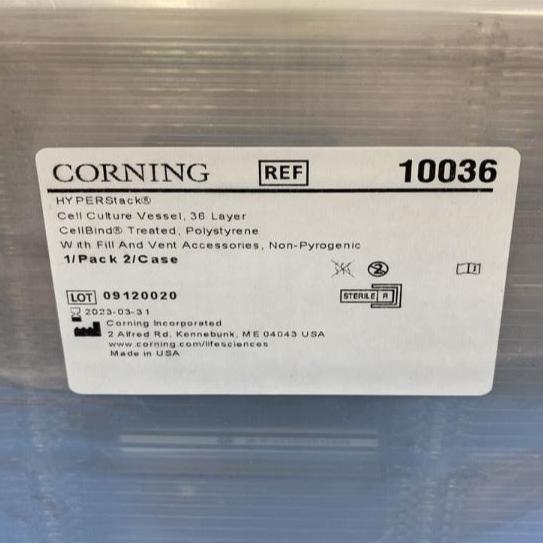 CORNING REF 10036
HYPERStack®
Cell Culture Vessel, 36 Layer
CellBind® Treated, Polystyrene
With Fill And Vent Accessories, Non-Pyrogenic
1/Pack 2/Case
2
LOT 09120020
STERILE R
2023-03-31
Corning Incorporated
2 Alfred Rd, Kennebunk, ME 04043 USA
www.corning.com/lifesciences
Made in USA